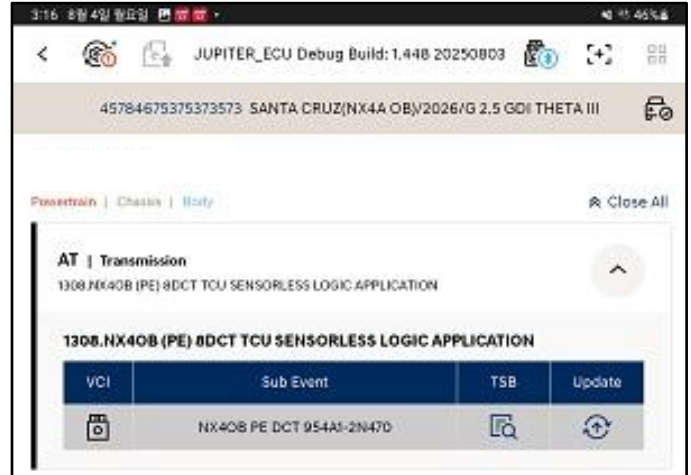 3:16 8월 4일 월요일
46%
JUPITER_ECU Debug Build: 1.448 20250803
45784675375373573 SANTA CRUZ(NX4A OB)/2026/G 2.5 GDI THETA III
Powertrain | Chassis | Body
Close All
AT | Transmission
1308.NX4OB (PE) 8DCT TCU SENSORLESS LOGIC APPLICATION
1308.NX4OB (PE) 8DCT TCU SENSORLESS LOGIC APPLICATION
VCI Sub Event TSB Update
NX4OB PE DCT 954A1-2N470